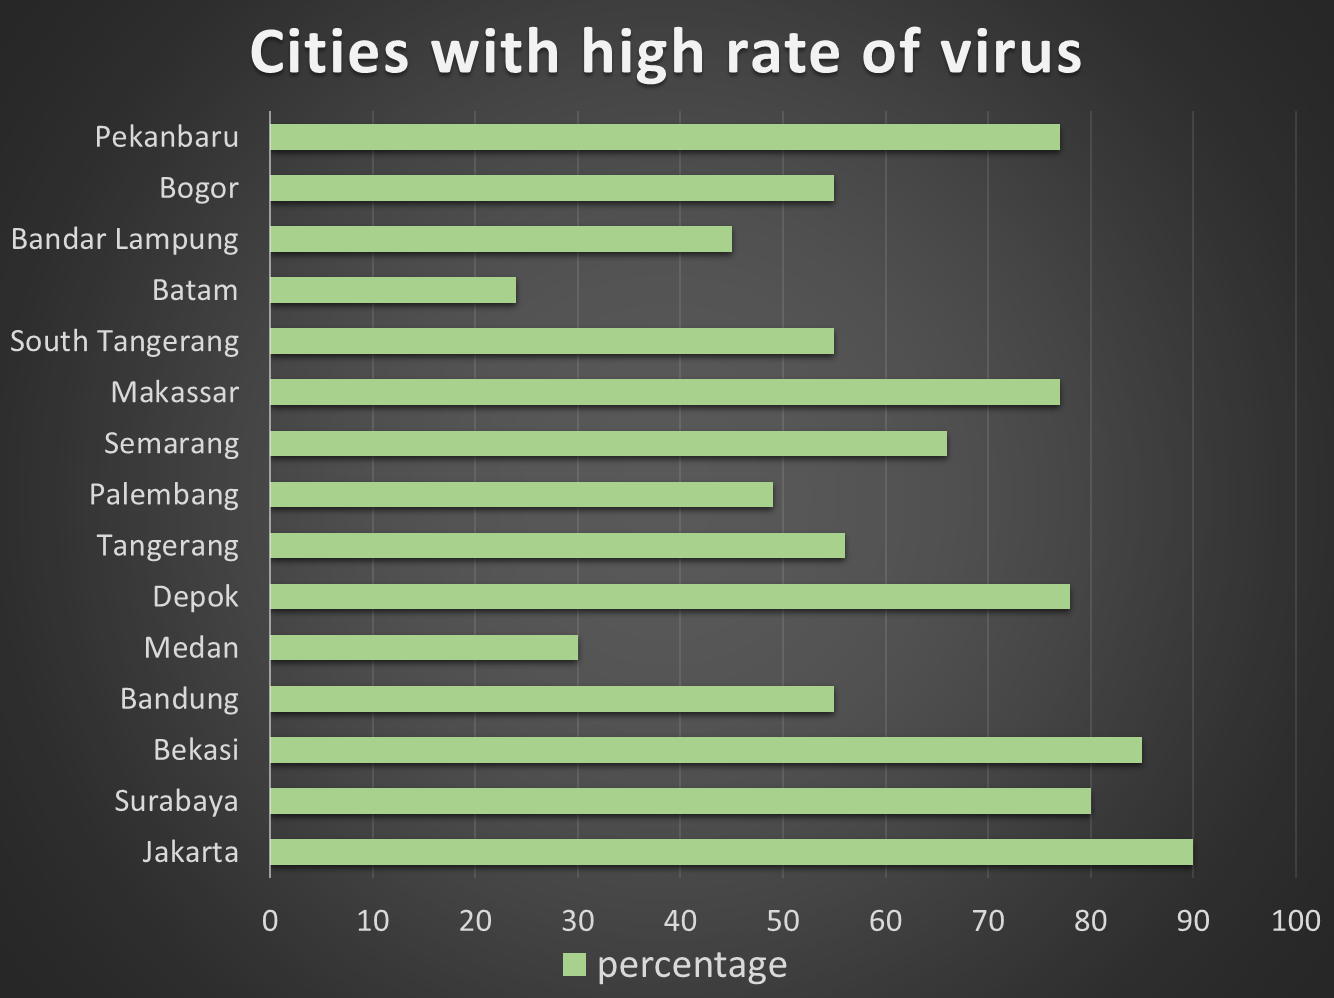 Cities with high rate of virus
Pekanbaru
Bogor
Bandar Lampung
Batam
South Tangerang
Makassar
Semarang
Palembang
Tangerang
Depok
Medan
Bandung
Bekasi
Surabaya
Jakarta
0 10 20 30 40 50 60 70 80 90 100
percentage